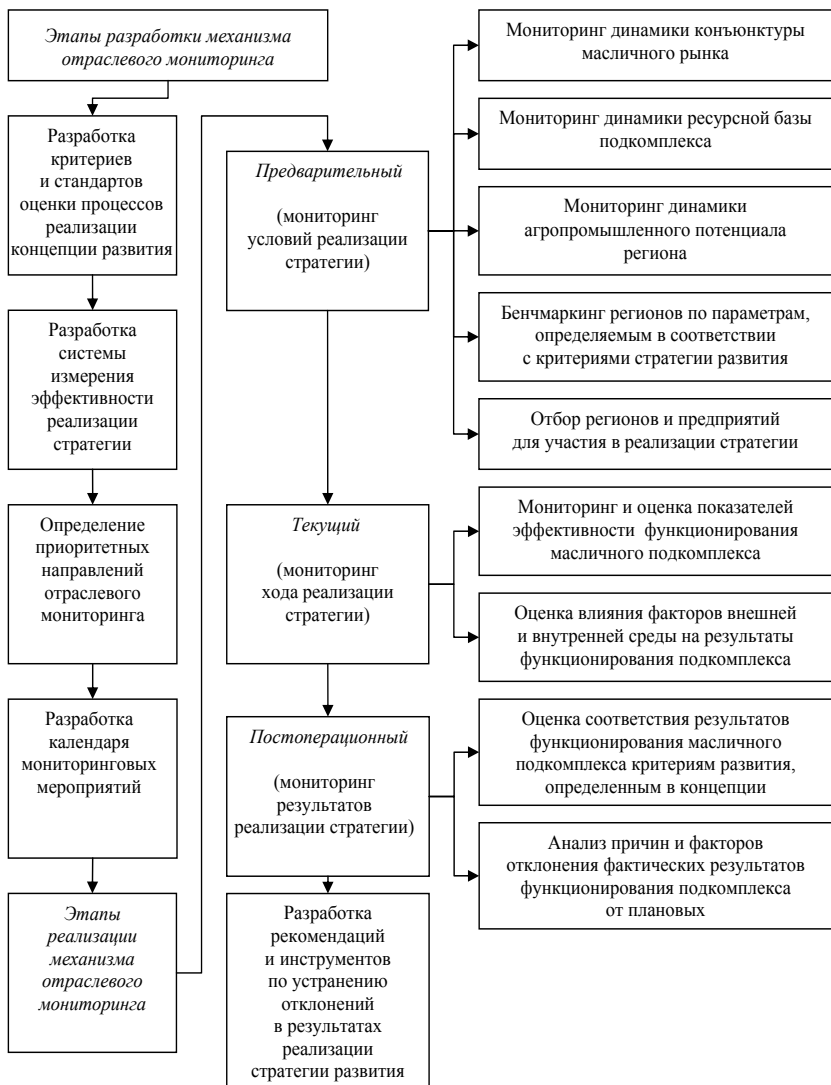 Этапы разработки механизма
отраслевого мониторинга
Разработка
критериев
и стандартов
оценки процессов
реализации
концепции развития
Разработка
системы
измерения
эффективности
реализации
стратегии
Определение
приоритетных
направлений
отраслевого
мониторинга
Разработка
календаря
мониторинговых
мероприятий
Этапы
реализации
механизма
отраслевого
мониторинга
Предварительный
(мониторинг
условий реализации
стратегии)
Текущий
(мониторинг
хода реализации
стратегии)
Постоперационный
(мониторинг
результатов
реализации стратегии)
Разработка
рекомендаций
и инструментов
по устранению
отклонений
в результатах
реализации
стратегии развития
Мониторинг динамики конъюнктуры
масличного рынка
Мониторинг динамики ресурсной базы
подкомплекса
Мониторинг динамики
агропромышленного потенциала
региона
Бенчмаркинг регионов по параметрам,
определяемым в соответствии
с критериями стратегии развития
Отбор регионов и предприятий
для участия в реализации стратегии
Мониторинг и оценка показателей
эффективности функционирования
масличного подкомплекса
Оценка влияния факторов внешней
и внутренней среды на результаты
функционирования подкомплекса
Оценка соответствия результатов
функционирования масличного
подкомплекса критериям развития,
определенным в концепции
Анализ причин и факторов
отклонения фактических результатов
функционирования подкомплекса
от плановых